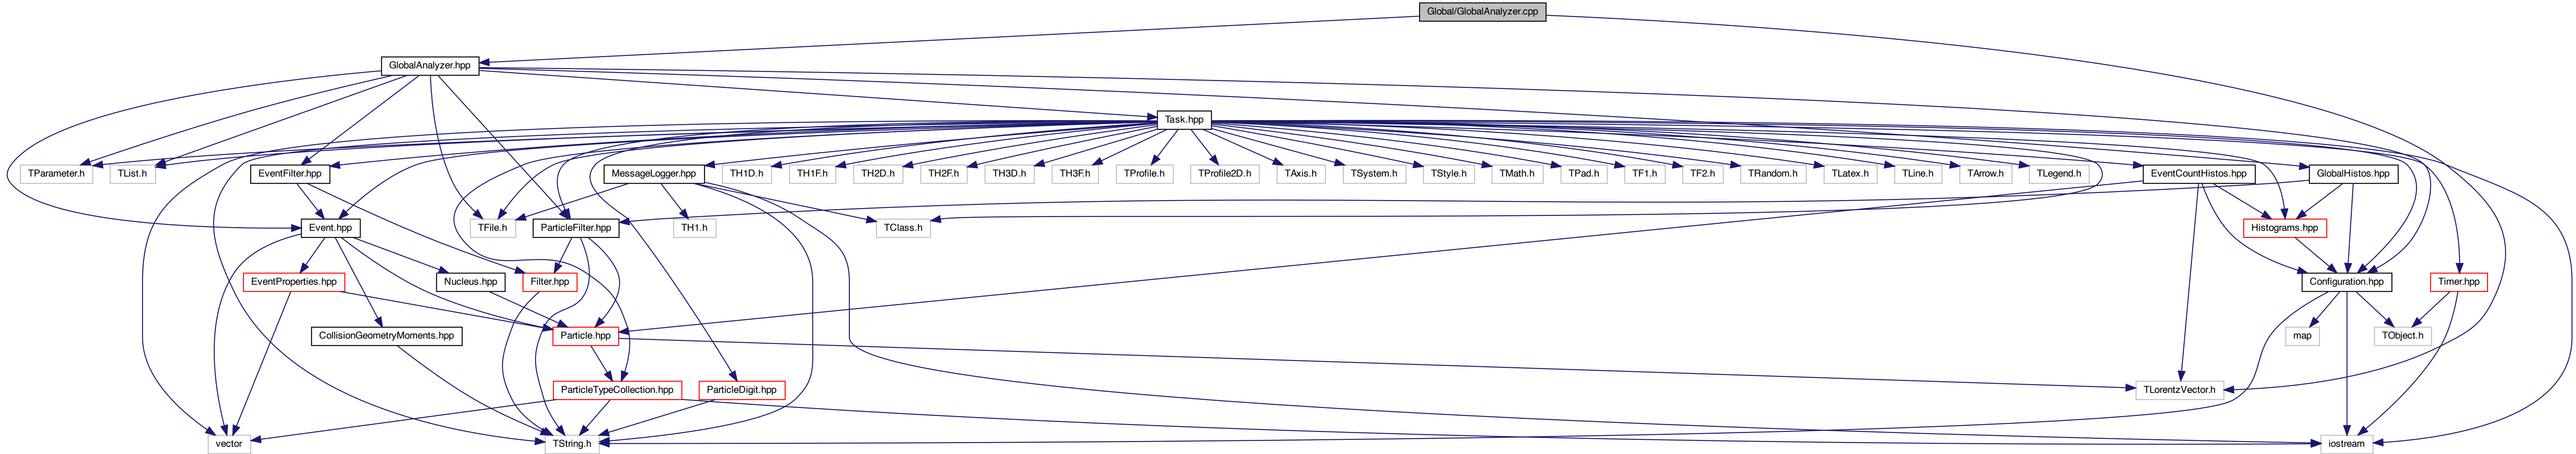 Global/GlobalAnalyzer.cpp
GlobalAnalyzer.hpp
Task.hpp
TParameter.h
TList.h
EventFilter.hpp
MessageLogger.hpp
TH1D.h
TH1F.h
TH2D.h
TH2F.h
TH3D.h
TH3F.h
TProfile.h
TProfile2D.h
TAxis.h
TSystem.h
TStyle.h
TMath.h
TPad.h
TF1.h
TF2.h
TRandom.h
TLatex.h
TLine.h
TArrow.h
TLegend.h
EventCountHistos.hpp
GlobalHistos.hpp
Event.hpp
TFile.h
ParticleFilter.hpp
TH1.h
TClass.h
Histograms.hpp
EventProperties.hpp
Nucleus.hpp
Filter.hpp
Configuration.hpp
Timer.hpp
CollisionGeometryMoments.hpp
Particle.hpp
map
TObject.h
ParticleTypeCollection.hpp
ParticleDigit.hpp
TLorentzVector.h
vector
TString.h
iostream